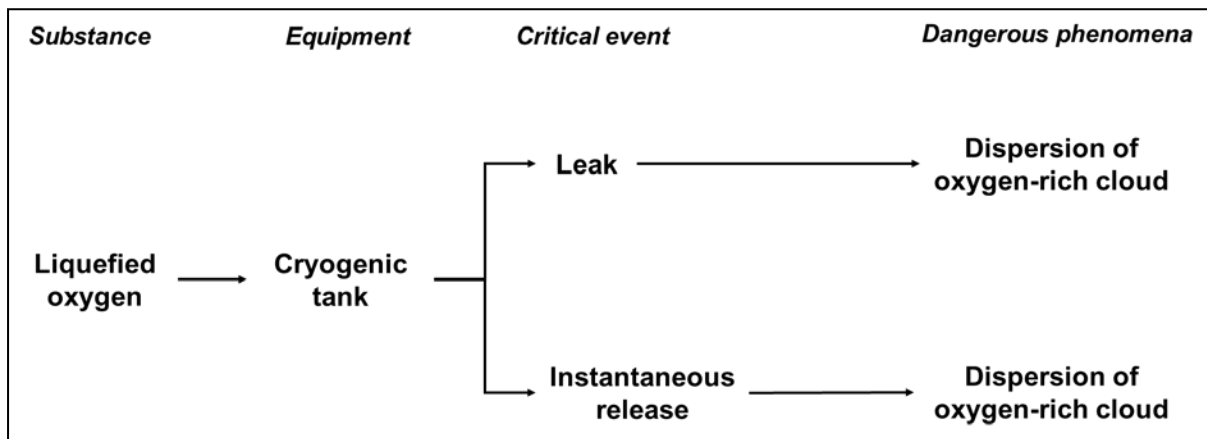 Substance Equipment Critical event Dangerous phenomena
Leak
Dispersion of
oxygen-rich cloud
Liquefied
oxygen
Cryogenic
tank
Instantaneous
release
Dispersion of
oxygen-rich cloud